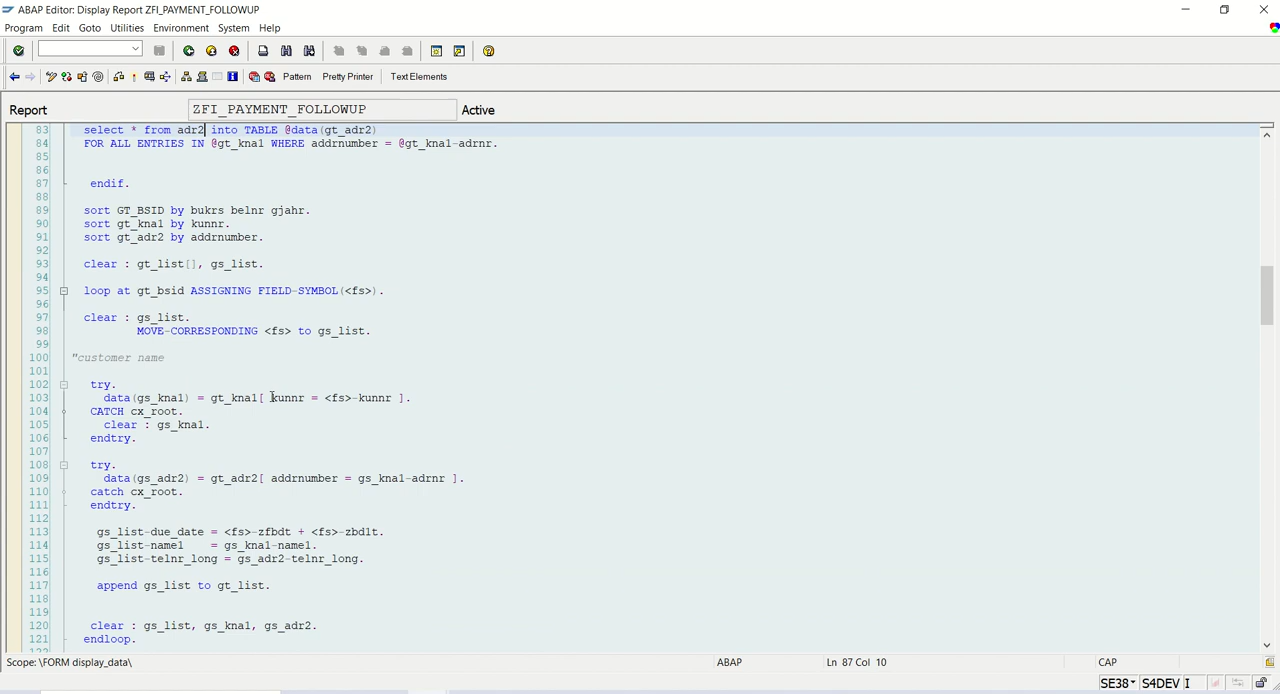 ABAP Editor: Display Report ZFI_PAYMENT_FOLLOWUP
Program Edit Goto Utilities Environment System Help
Pattern Pretty Printer Text Elements
Report ZFI_PAYMENT_FOLLOWUP Active
83 select * from adr2 into TABLE @data(gt_adr2)
84 FOR ALL ENTRIES IN @gt_kna1 WHERE addrnumber = @gt_kna1-adrnr.
85
86
87 endif.
88
89 sort GT_BSID by bukrs belnr gjahr.
90 sort gt_kna1 by kunnr.
91 sort gt_adr2 by addrnumber.
92
93 clear : gt_list[], gs_list.
94
95 loop at gt_bsid ASSIGNING FIELD-SYMBOL(<fs>).
96
97 clear : gs_list.
98 MOVE-CORRESPONDING <fs> to gs_list.
99
100 "customer name
101
102 try.
103 data(gs_kna1) = gt_kna1[ kunnr = <fs>-kunnr ].
104 CATCH cx_root.
105 clear : gs_kna1.
106 endtry.
107
108 try.
109 data(gs_adr2) = gt_adr2[ addrnumber = gs_kna1-adrnr ].
110 catch cx_root.
111 endtry.
112
113 gs_list-due_date = <fs>-zfbdt + <fs>-zbd1t.
114 gs_list-name1 = gs_kna1-name1.
115 gs_list-telnr_long = gs_adr2-telnr_long.
116
117 append gs_list to gt_list.
118
119
120 clear : gs_list, gs_kna1, gs_adr2.
121 endloop.
122
Scope: \FORM display_data\ ABAP Ln 87 Col 10 CAP
SE38 S4DEV